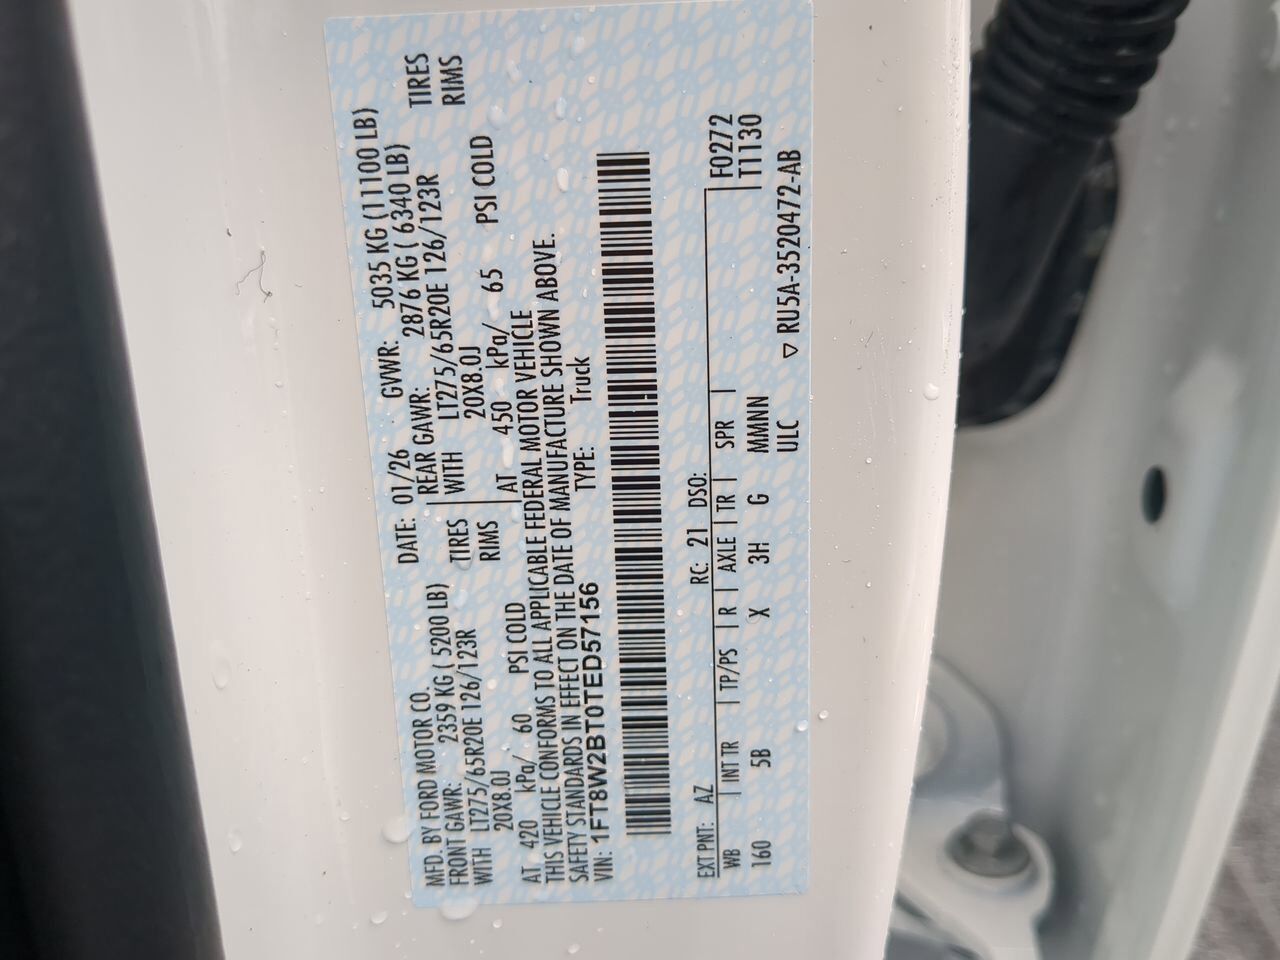 MFD. BY FORD MOTOR CO. DATE: 01/26 GVWR: 5035 KG (11100 LB)
FRONT GAWR: 2359 KG ( 5200 LB) REAR GAWR: 2876 KG ( 6340 LB)
WITH LT275/65R20E 126/123R TIRES WITH LT275/65R20E 126/123R TIRES
20X8.0J RIMS 20X8.0J RIMS
AT 420 kPa/ 60 PSI COLD AT 450 kPa/ 65 PSI COLD
THIS VEHICLE CONFORMS TO ALL APPLICABLE FEDERAL MOTOR VEHICLE
SAFETY STANDARDS IN EFFECT ON THE DATE OF MANUFACTURE SHOWN ABOVE.
VIN: 1FT8W2BT0TED57156 TYPE: Truck
EXT PNT: AZ RC: 21 DSO: F0272
WB INT TR TP/PS R AXLE TR SPR T1130
160 5B X 3H G MMNN
ULC ▽ RU5A-3520472-AB